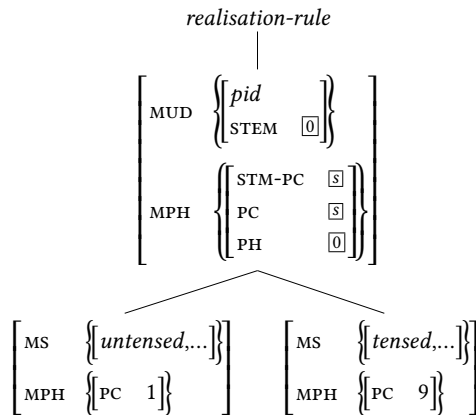 realisation-rule
MUD {[pid
STEM 0]}
MPH {[STM-PC s
PC s
PH 0]}
MS {[untensed,...]}
MPH {[PC 1]}
MS {[tensed,...]}
MPH {[PC 9]}